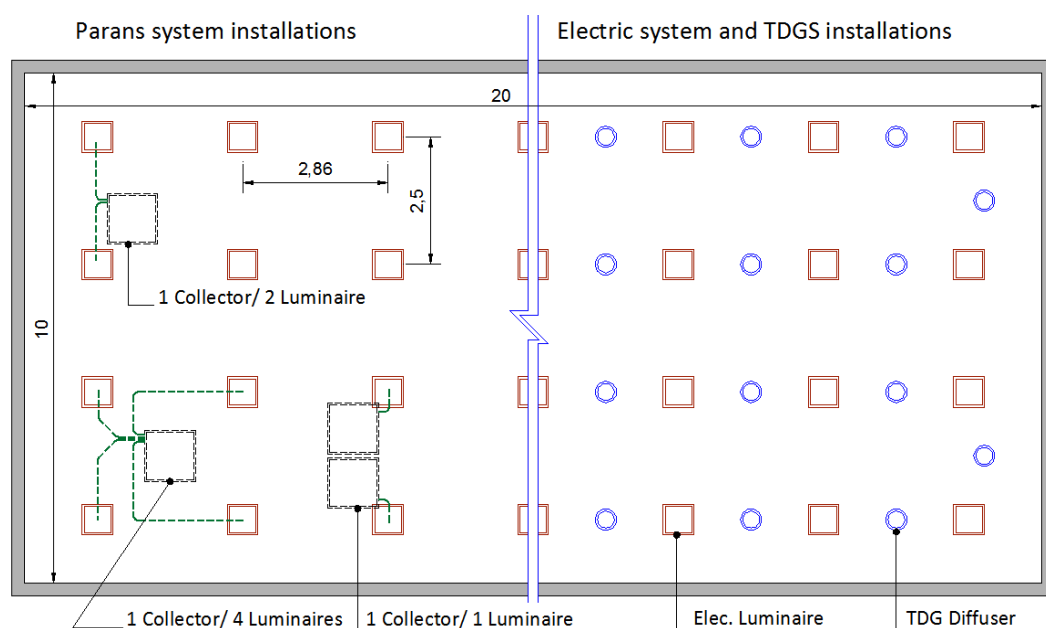 Parans system installations
Electric system and TDGS installations
20
2,86
2,5
1 Collector/ 2 Luminaire
10
1 Collector/ 4 Luminaires
1 Collector/ 1 Luminaire
Elec. Luminaire
TDG Diffuser